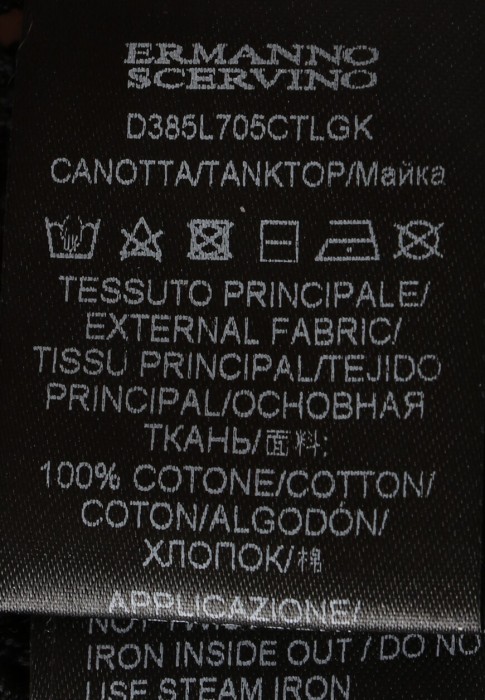 ERMANNO
SCERVINO
D385L705CTLGK
CANOTTA/TANKTOP/Майка
TESSUTO PRINCIPALE/
EXTERNAL FABRIC/
TISSU PRINCIPAL/TEJIDO
PRINCIPAL/ОСНОВНАЯ
ТКАНЬ/面料:
100% COTONE/COTTON/
COTON/ALGODÓN/
ХЛОПОК/棉
APPLICAZIONE/
NOT
IRON INSIDE OUT / DO NO
USE STEAM IRON